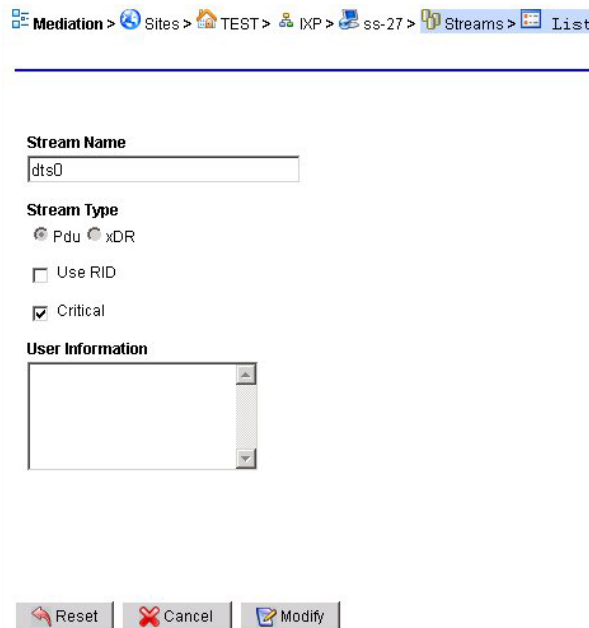 Mediation > Sites > TEST > IXP > ss-27 > Streams > List
Stream Name
dts0
Stream Type
Pdu xDR
Use RID
Critical
User Information
Reset Cancel Modify